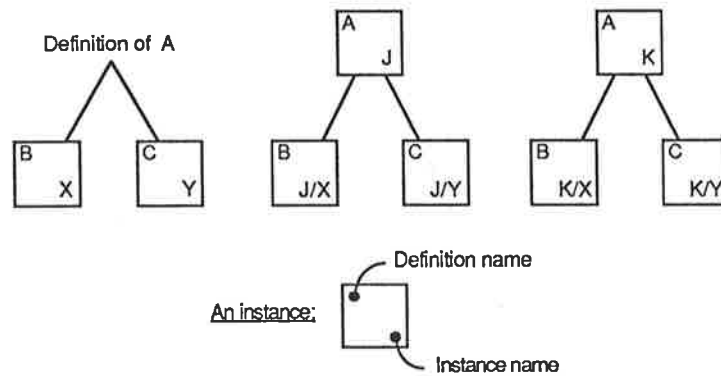 Definition of A
B
X
C
Y
A
J
B
J/X
C
J/Y
A
K
B
K/X
C
K/Y
An instance:
Definition name
Instance name